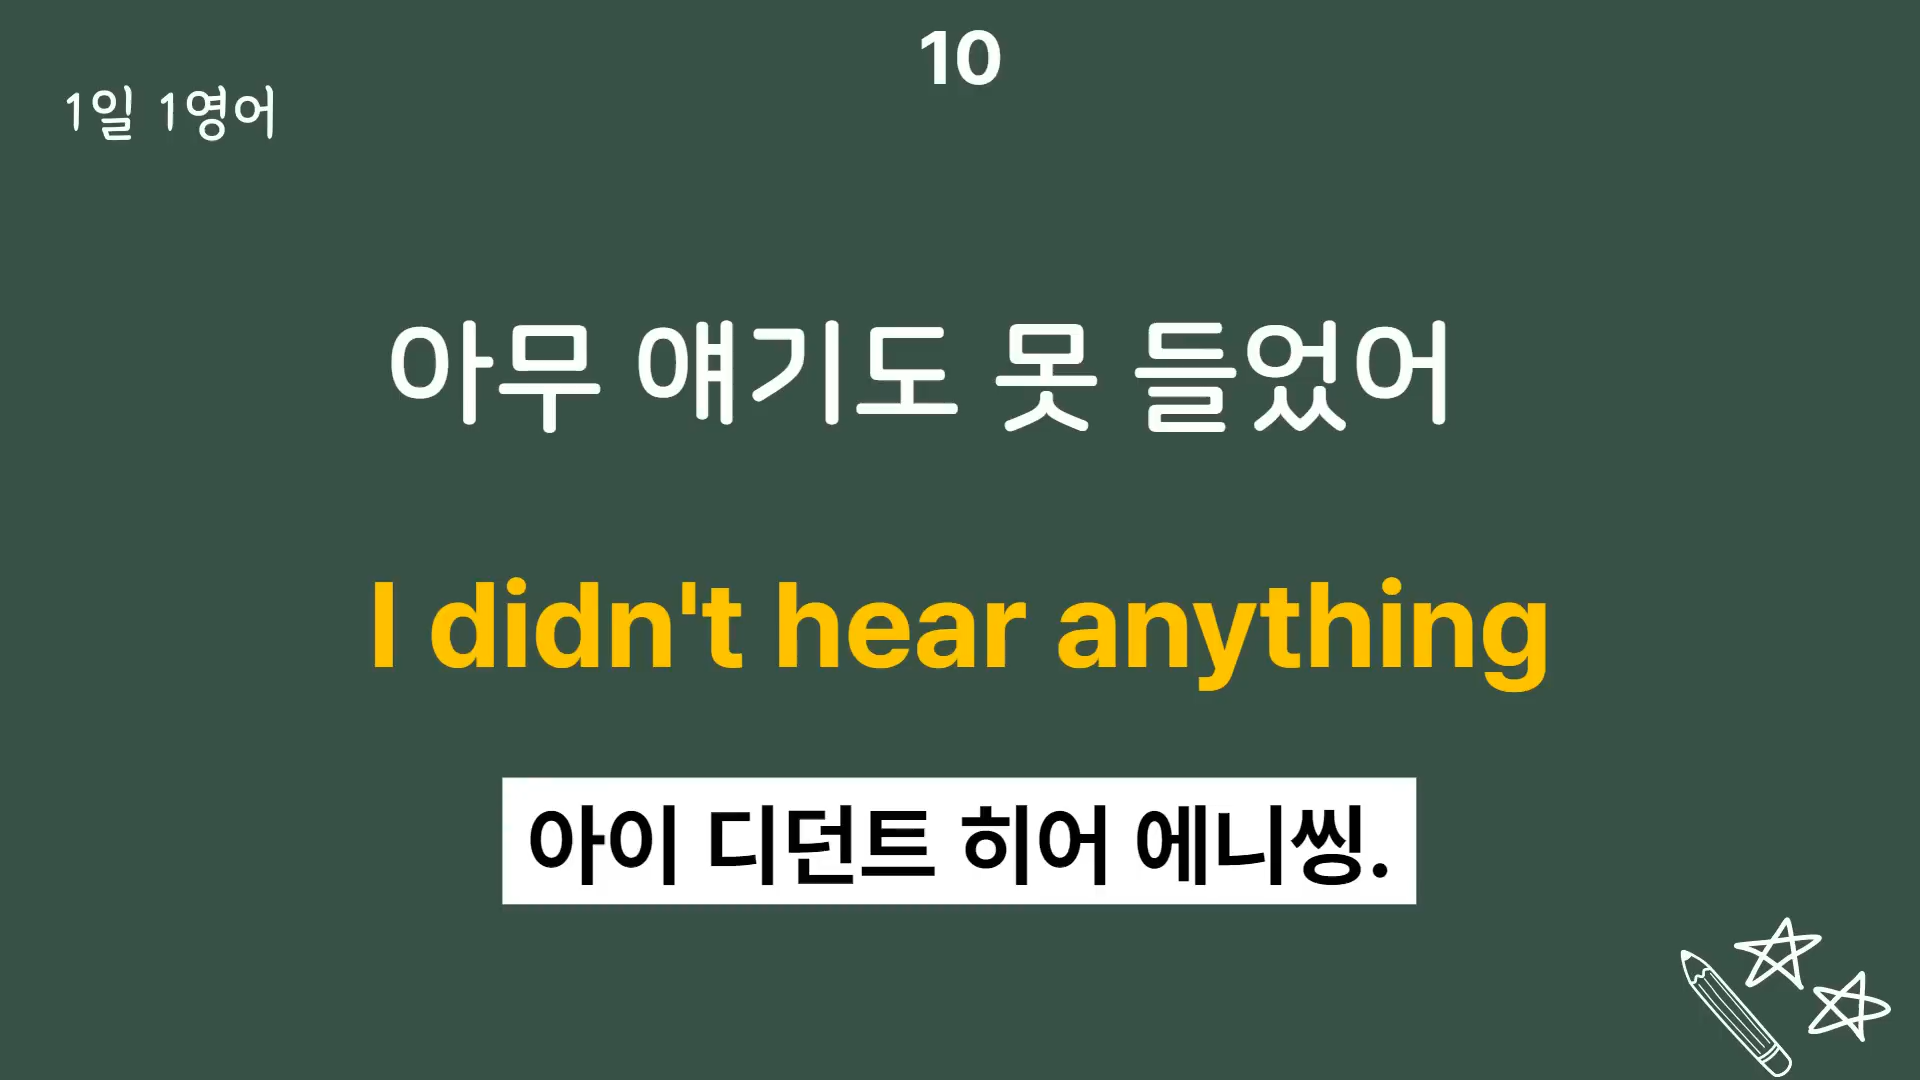 10
1일 1영어
아무 얘기도 못 들었어
I didn't hear anything
아이 디던트 히어 에니씽.